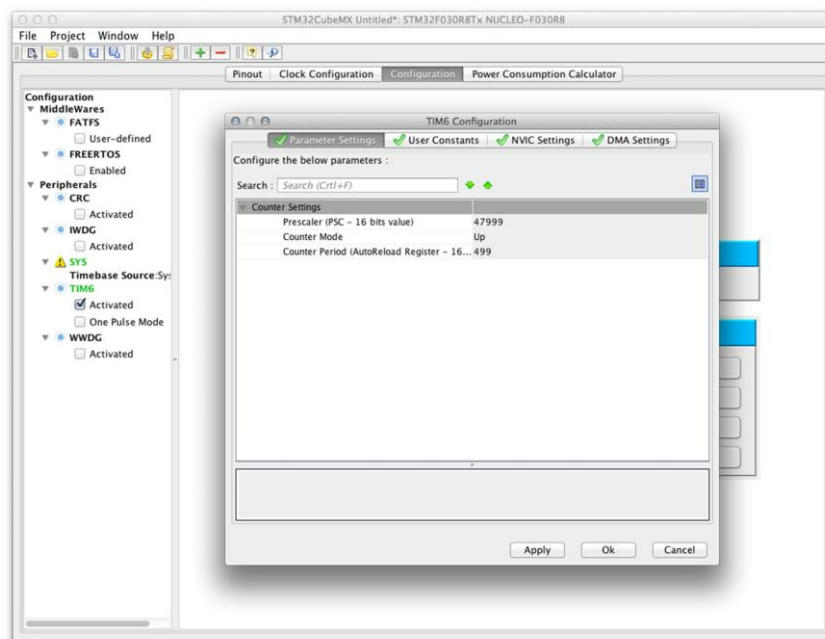 STM32CubeMX Untitled*: STM32F030R8Tx NUCLEO-F030R8
File Project Window Help
Pinout Clock Configuration Configuration Power Consumption Calculator
Configuration
MiddleWares
FATFS
User-defined
FREERTOS
Enabled
Peripherals
CRC
Activated
IWDG
Activated
SYS
Timebase Source:Sys
TIM6
Activated
One Pulse Mode
WWDG
Activated
TIM6 Configuration
Parameter Settings User Constants NVIC Settings DMA Settings
Configure the below parameters :
Search : Search (Crtl+F)
Counter Settings
Prescaler (PSC - 16 bits value) 47999
Counter Mode Up
Counter Period (AutoReload Register - 16... 499
Apply Ok Cancel